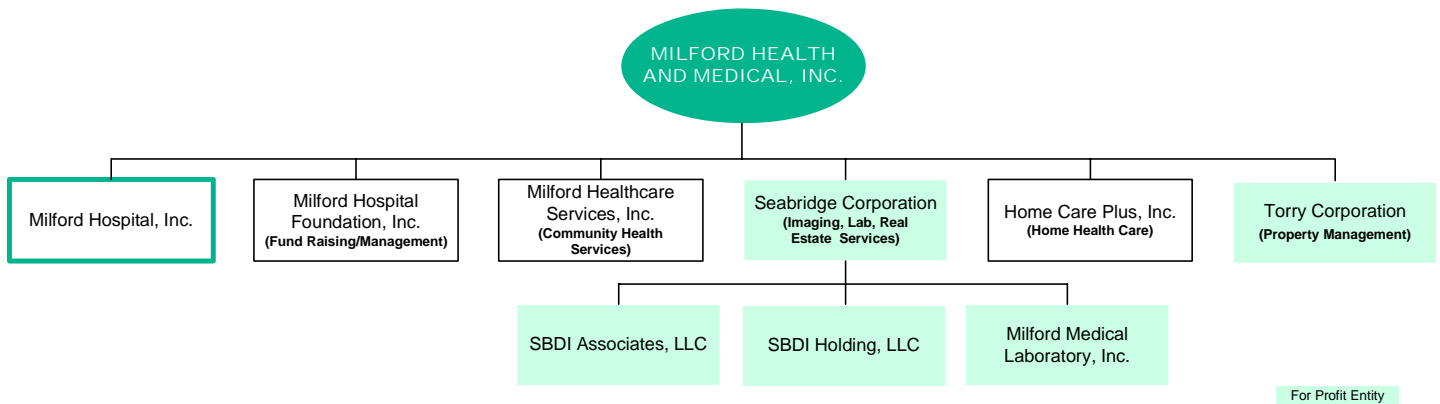 MILFORD HEALTH
AND MEDICAL, INC.
Milford Hospital, Inc.
Milford Hospital
Foundation, Inc.
(Fund Raising/Management)
Milford Healthcare
Services, Inc.
(Community Health
Services)
Seabridge Corporation
(Imaging, Lab, Real
Estate Services)
Home Care Plus, Inc.
(Home Health Care)
Torry Corporation
(Property Management)
SBDI Associates, LLC
SBDI Holding, LLC
Milford Medical
Laboratory, Inc.
For Profit Entity